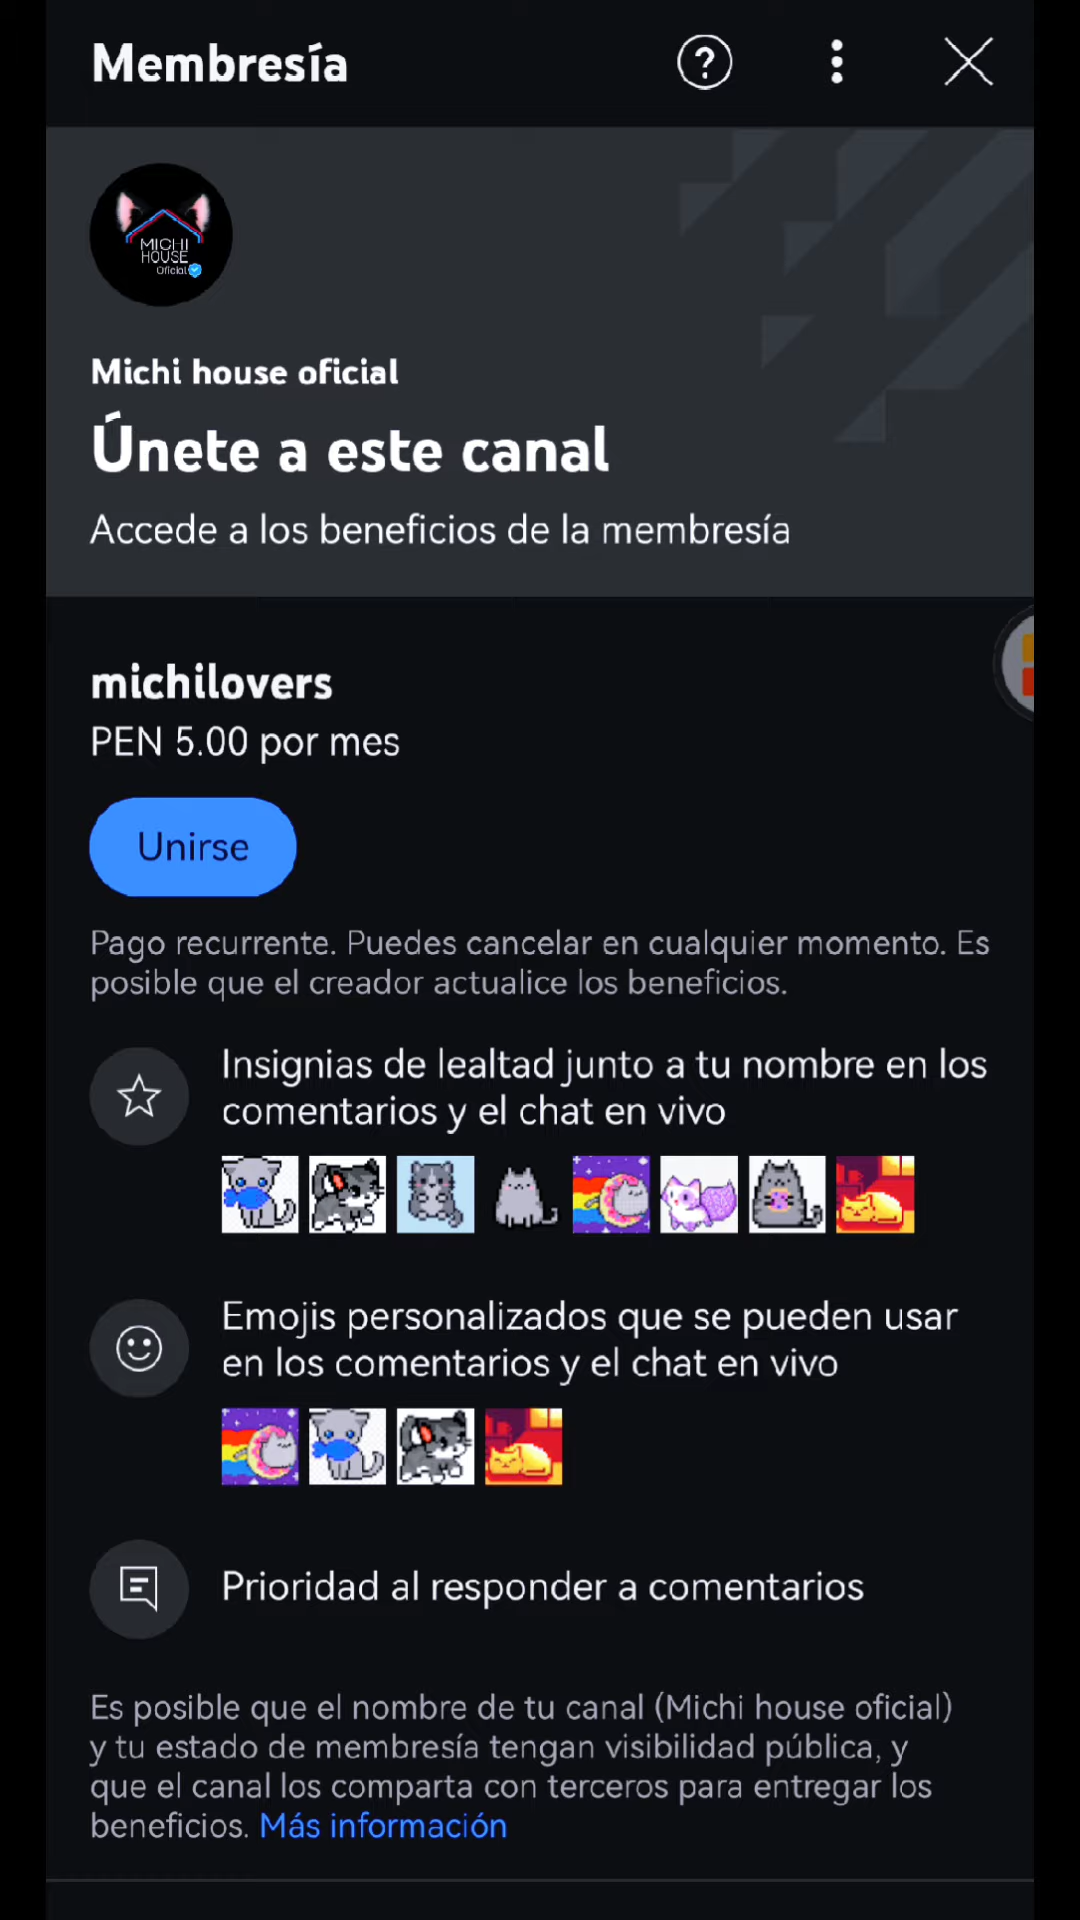 Membresía
MICHI
HOUSE
Oficial
Michi house oficial
Únete a este canal
Accede a los beneficios de la membresía
michilovers
PEN 5.00 por mes
Unirse
Pago recurrente. Puedes cancelar en cualquier momento. Es
posible que el creador actualice los beneficios.
Insignias de lealtad junto a tu nombre en los
comentarios y el chat en vivo
Emojis personalizados que se pueden usar
en los comentarios y el chat en vivo
Prioridad al responder a comentarios
Es posible que el nombre de tu canal (Michi house oficial)
y tu estado de membresía tengan visibilidad pública, y
que el canal los comparta con terceros para entregar los
beneficios. Más información